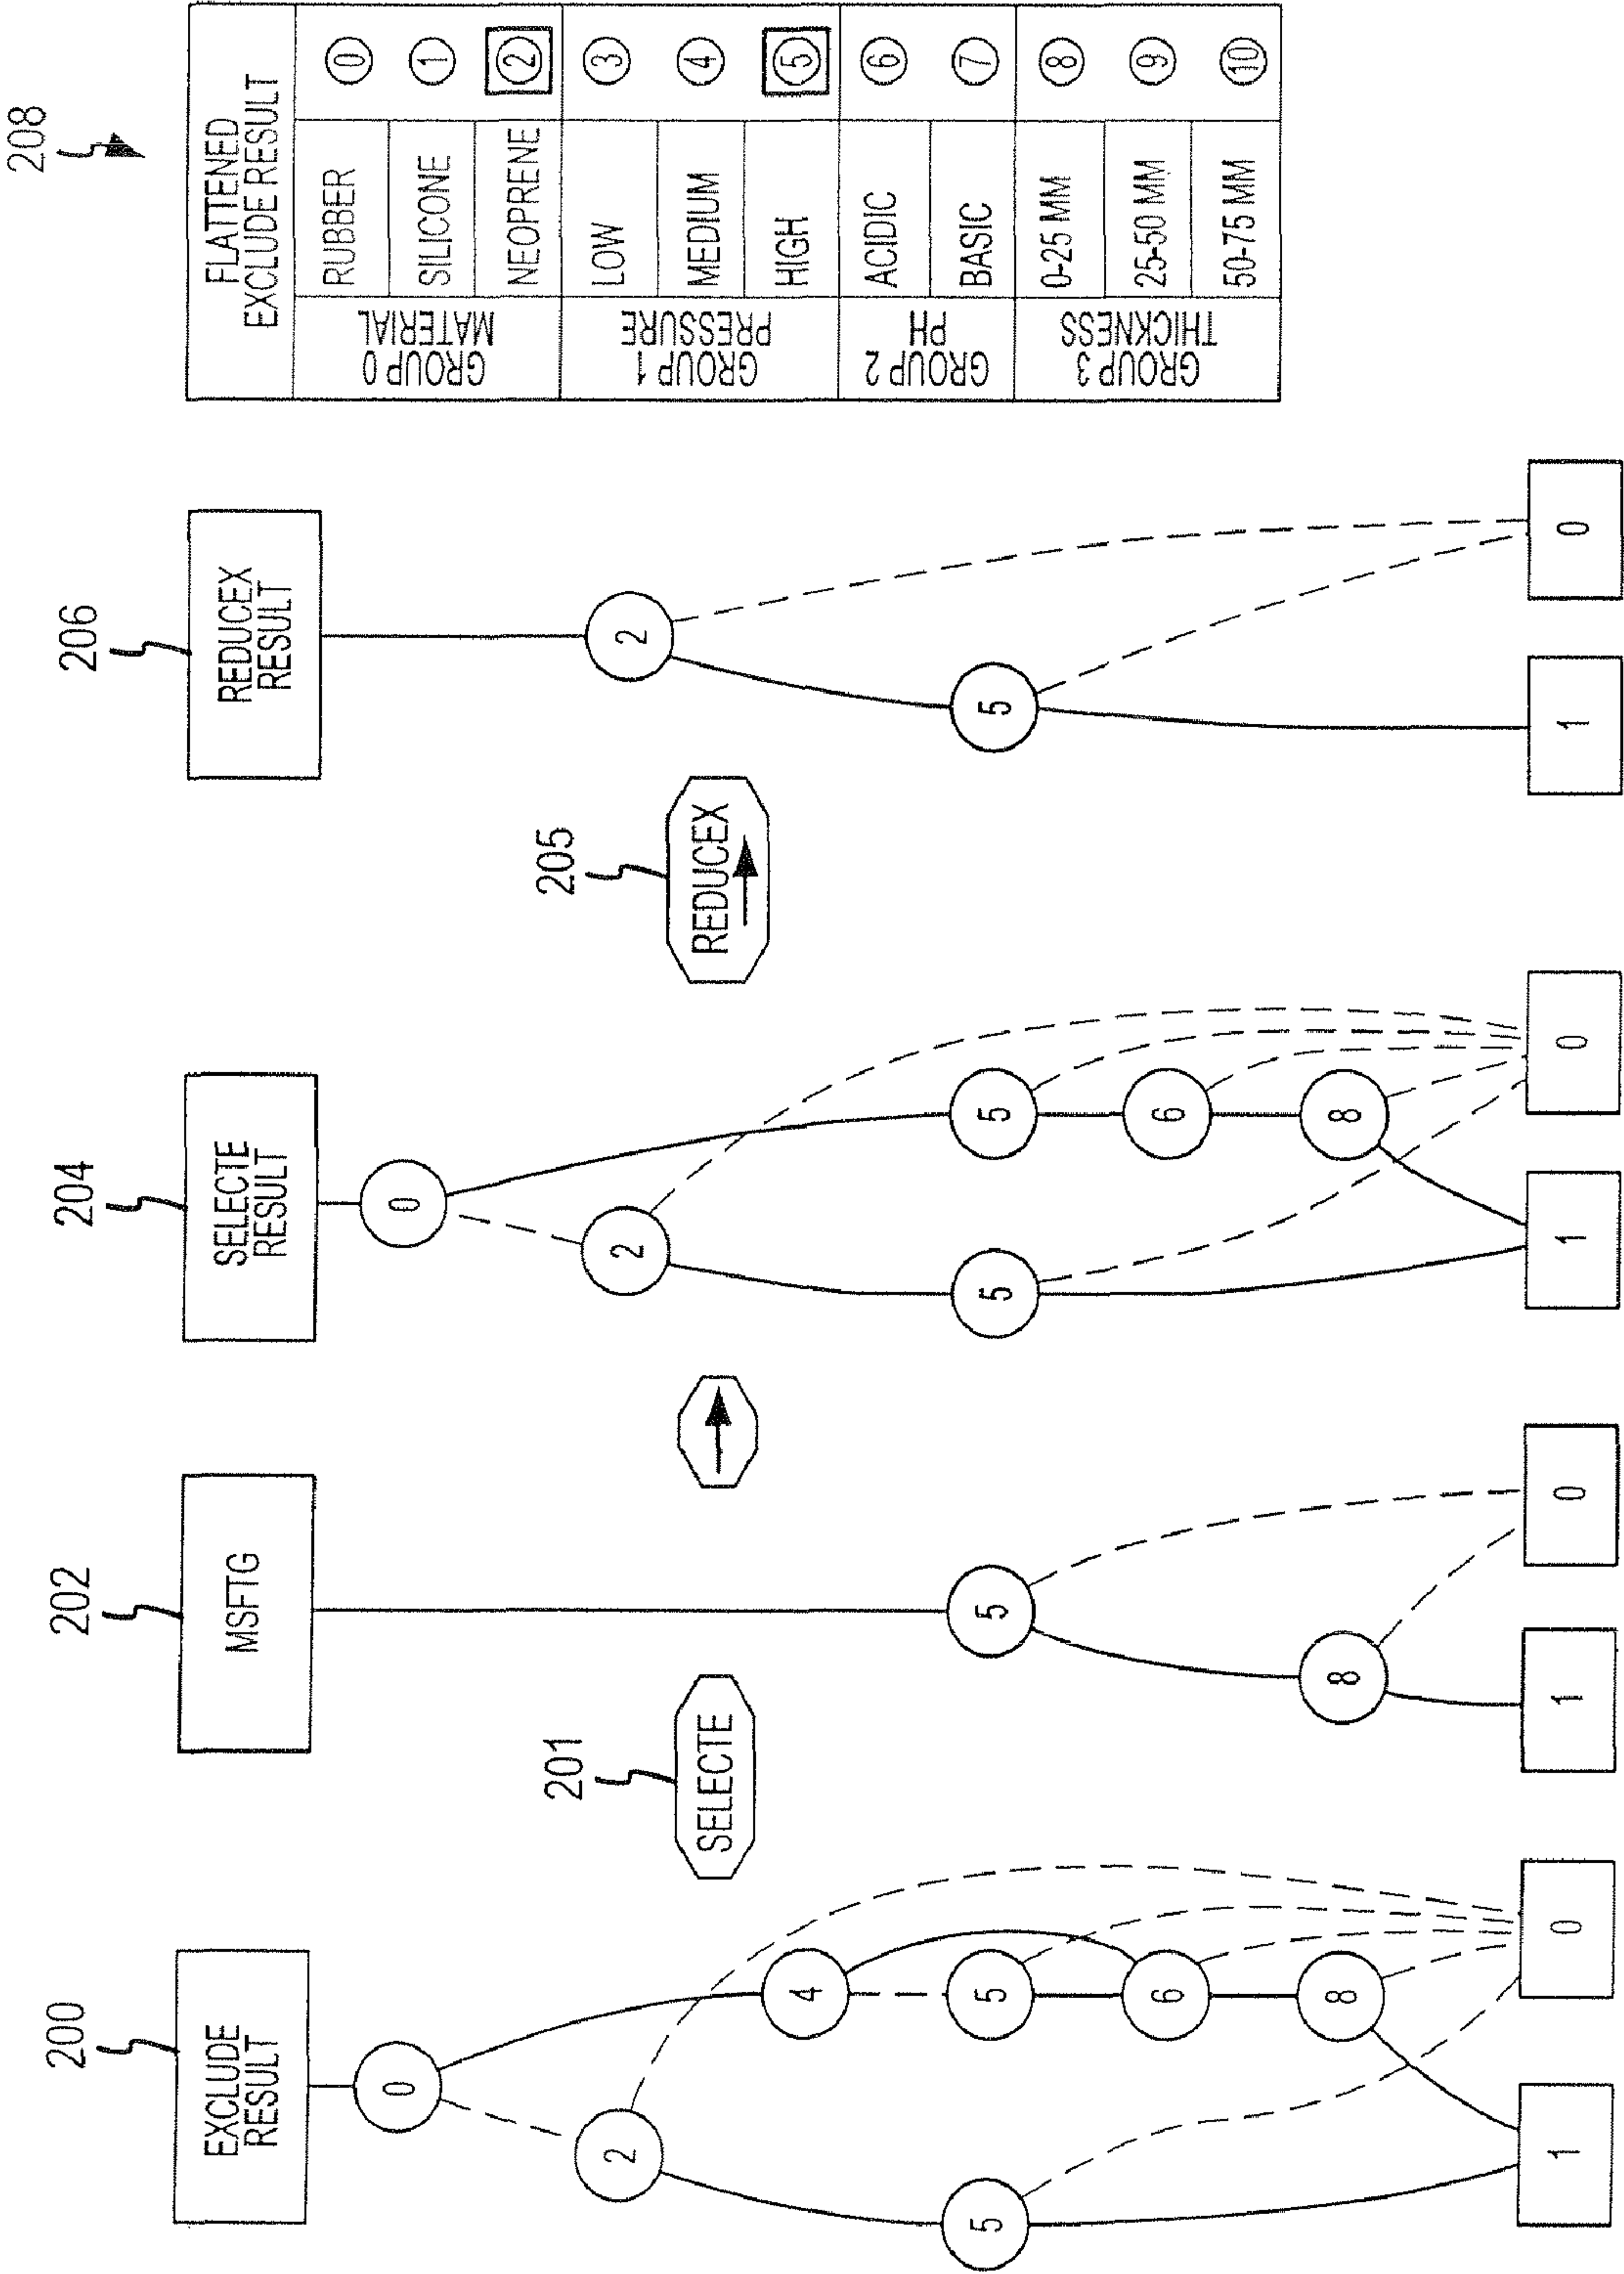 200
EXCLUDE
RESULT
0
2
4
5
5
6
8
1
0
201
SELECTE
202
MSFTG
5
8
1
0
204
SELECTE
RESULT
0
2
5
5
6
8
1
0
205
REDUCEX
206
REDUCEX
RESULT
2
5
1
0
208
FLATTENED
EXCLUDE RESULT
GROUP 0
MATERIAL
RUBBER 0
SILICONE 1
NEOPRENE 2
GROUP 1
PRESSURE
LOW 3
MEDIUM 4
HIGH 5
GROUP 2
PH
ACIDIC 6
BASIC 7
GROUP 3
THICKNESS
0-25 MM 8
25-50 MM 9
50-75 MM 10